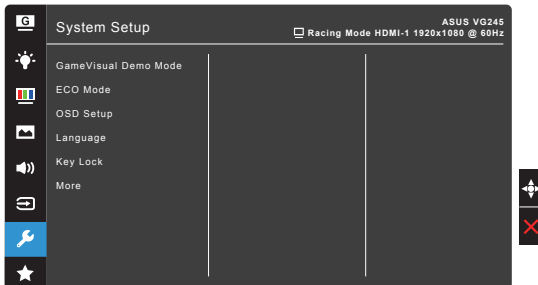 G
System Setup
ASUS VG245
Racing Mode HDMI-1 1920x1080 @ 60Hz
GameVisual Demo Mode
ECO Mode
OSD Setup
Language
Key Lock
More